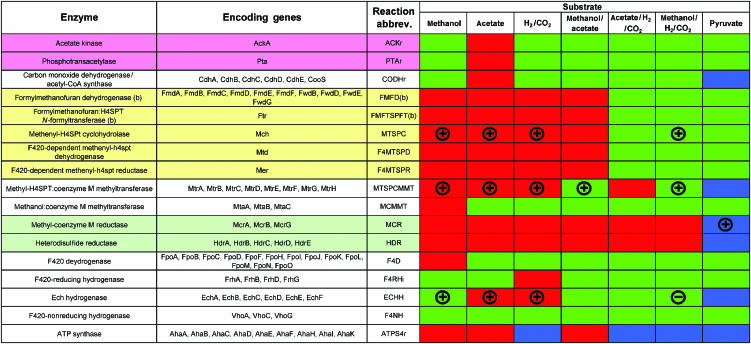 Enzyme Encoding genes Reaction abbrev. Substrate
Methanol Acetate H2/CO2 Methanol/acetate Acetate/H2/CO2 Methanol/H2/CO2 Pyruvate
Acetate kinase AckA ACKr
Phosphotransacetylase Pta PTAr
Carbon monoxide dehydrogenase/
acetyl-CoA synthase CdhA, CdhB, CdhC, CdhD, CdhE, CooS CODHr
Formylmethanofuran dehydrogenase (b) FmdA, FmdB, FmdC, FmdD, FmdE, FmdF, FwdB, FwdD, FwdE, FMFD(b)
FwdG
Formylmethanofuran:H4SPT
N-formyltransferase (b) Ftr FMFTSPFT(b)
Methenyl-H4SPt cyclohydrolase Mch MTSPC
F420-dependent methenyl-h4spt
dehydrogenase Mtd F4MTSPD
F420-dependent methenyl-h4spt reductase Mer F4MTSPR
Methyl-H4SPT:coenzyme M methyltransferase MtrA, MtrB, MtrC, MtrD, MtrE, MtrF, MtrG, MtrH MTSPCMMT
Methanol:coenzyme M methyltransferase MtaA, MtaB, MtaC MCMMT
Methyl-coenzyme M reductase McrA, McrB, McrG MCR
Heterodisulfide reductase HdrA, HdrB, HdrC, HdrD, HdrE HDR
F420 deydrogenase FpoA, FpoB, FpoC, FpoD, FpoF, FpoH, FpoI, FpoJ, FpoK, FpoL, F4D
FpoM, FpoN, FpoO
F420-reducing hydrogenase FrhA, FrhB, FrhD, FrhG F4RHi
Ech hydrogenase EchA, EchB, EchC, EchD, EchE, EchF ECHH
F420-nonreducing hydrogenase VhoA, VhoC, VhoG F4NH
ATP synthase AhaA, AhaB, AhaC, AhaD, AhaE, AhaF, AhaH, AhaI, AhaK ATPS4r